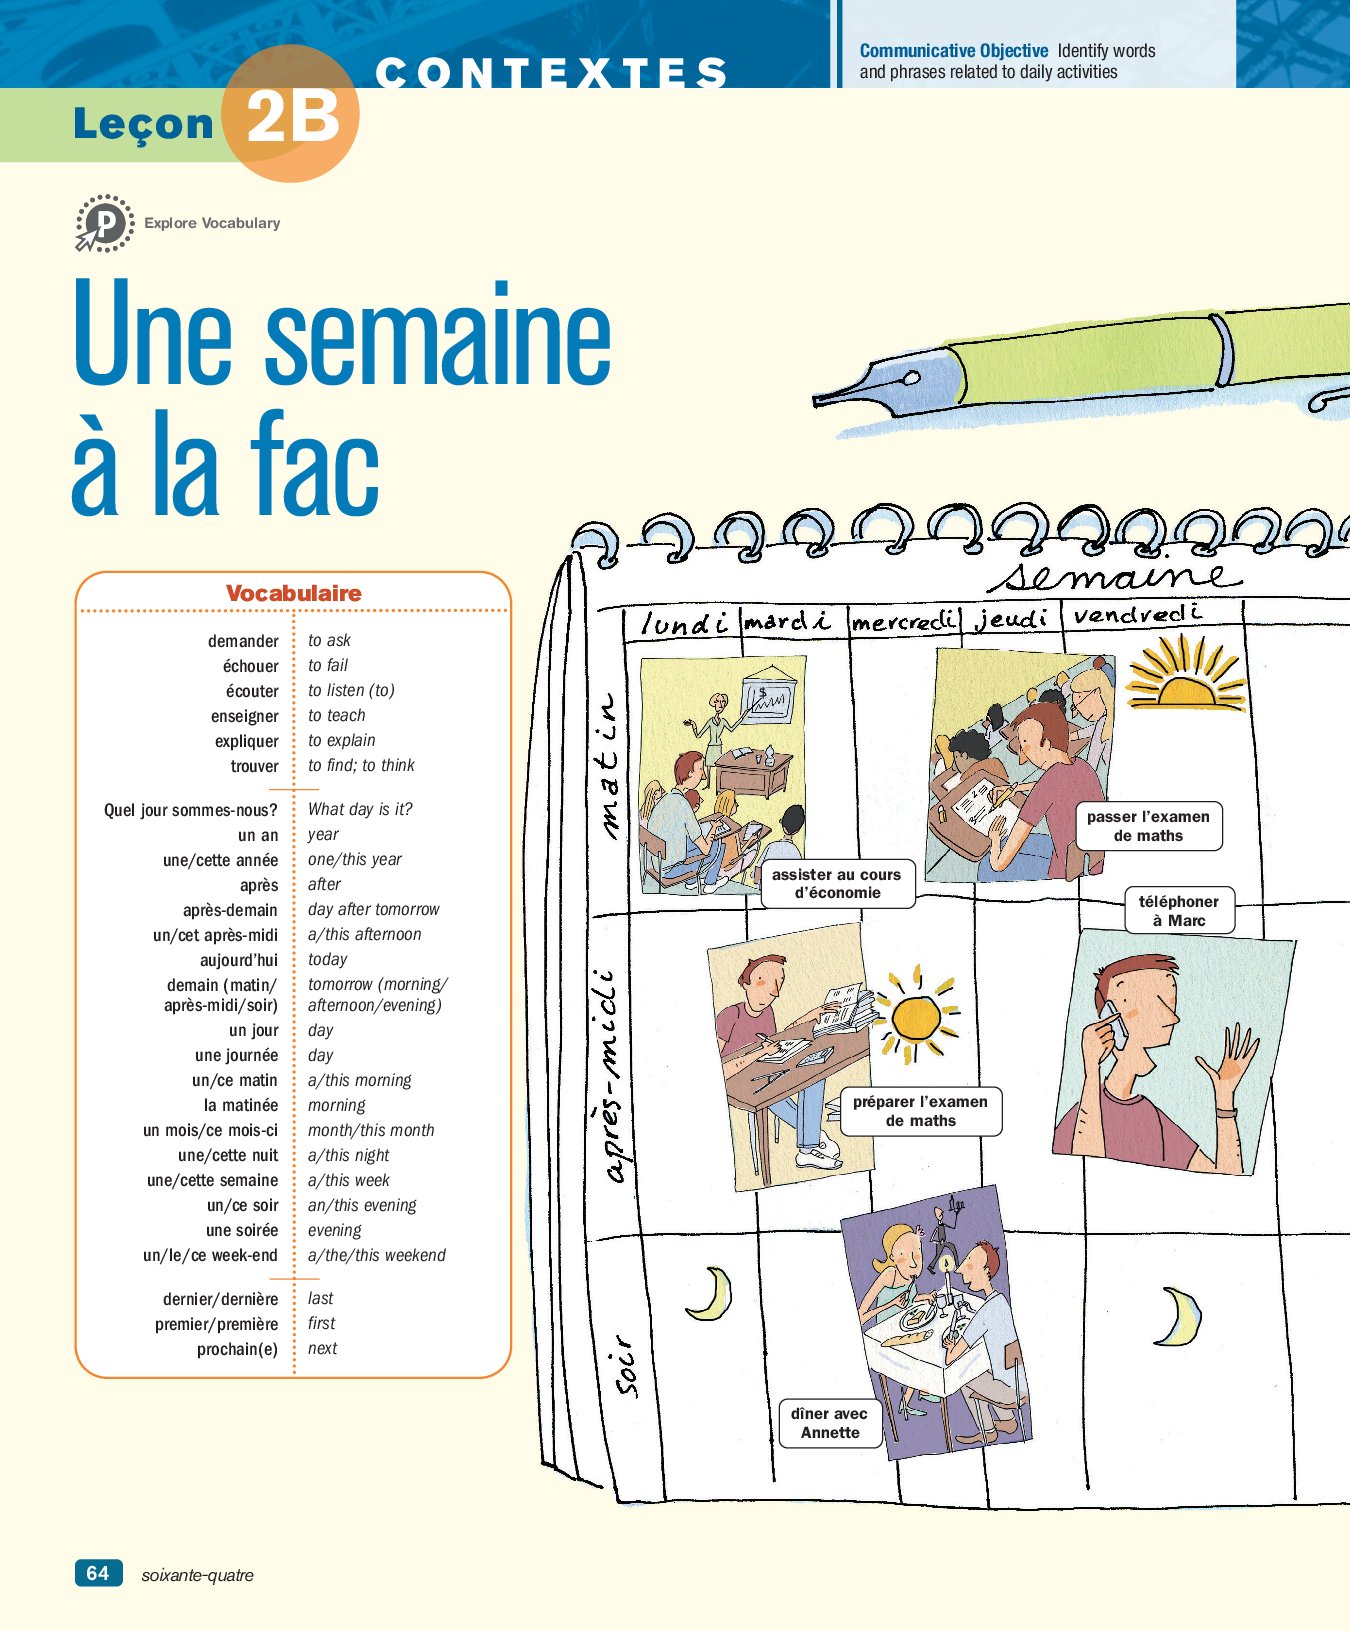 CONTEXTES
Communicative Objective Identify words
and phrases related to daily activities
Leçon 2B
P Explore Vocabulary
Une semaine
à la fac
Vocabulaire
demander to ask
échouer to fail
écouter to listen (to)
enseigner to teach
expliquer to explain
trouver to find; to think
Quel jour sommes-nous? What day is it?
un an year
une/cette année one/this year
après after
après-demain day after tomorrow
un/cet après-midi a/this afternoon
aujourd'hui today
demain (matin/ tomorrow (morning/
après-midi/soir) afternoon/evening)
un jour day
une journée day
un/ce matin a/this morning
la matinée morning
un mois/ce mois-ci month/this month
une/cette nuit a/this night
une/cette semaine a/this week
un/ce soir an/this evening
une soirée evening
un/le/ce week-end a/the/this weekend
dernier/dernière last
premier/première first
prochain(e) next
semaine
lundi mardi mercredi jeudi vendredi
matin
$
passer l'examen
de maths
assister au cours
d'économie
téléphoner
à Marc
après-midi
préparer l'examen
de maths
soir
dîner avec
Annette
64 soixante-quatre